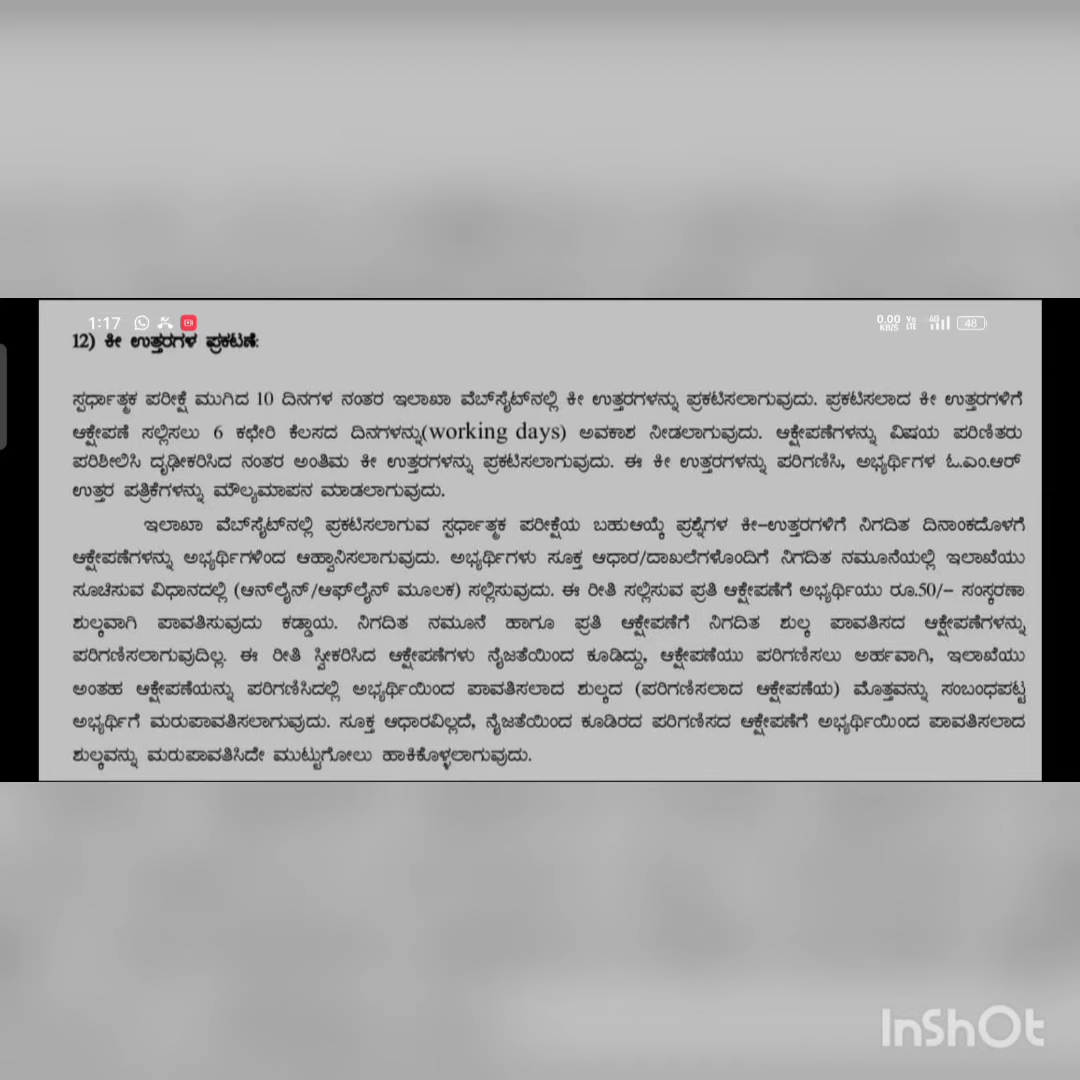 1:17
0.00 KB/S Vo LTE 4G 48
12) ಕೀ ಉತ್ತರಗಳ ಪ್ರಕಟಣೆ:
ಸ್ಪರ್ಧಾತ್ಮಕ ಪರೀಕ್ಷೆ ಮುಗಿದ 10 ದಿನಗಳ ನಂತರ ಇಲಾಖಾ ವೆಬ್‌ಸೈಟ್‌ನಲ್ಲಿ ಕೀ ಉತ್ತರಗಳನ್ನು ಪ್ರಕಟಿಸಲಾಗುವುದು. ಪ್ರಕಟಿಸಲಾದ ಕೀ ಉತ್ತರಗಳಿಗೆ
ಆಕ್ಷೇಪಣೆ ಸಲ್ಲಿಸಲು 6 ಕಛೇರಿ ಕೆಲಸದ ದಿನಗಳನ್ನು(working days) ಅವಕಾಶ ನೀಡಲಾಗುವುದು. ಆಕ್ಷೇಪಣೆಗಳನ್ನು ವಿಷಯ ಪರಿಣಿತರು
ಪರಿಶೀಲಿಸಿ ದೃಢೀಕರಿಸಿದ ನಂತರ ಅಂತಿಮ ಕೀ ಉತ್ತರಗಳನ್ನು ಪ್ರಕಟಿಸಲಾಗುವುದು. ಈ ಕೀ ಉತ್ತರಗಳನ್ನು ಪರಿಗಣಿಸಿ, ಅಭ್ಯರ್ಥಿಗಳ ಓ.ಎಂ.ಆರ್
ಉತ್ತರ ಪತ್ರಿಕೆಗಳನ್ನು ಮೌಲ್ಯಮಾಪನ ಮಾಡಲಾಗುವುದು.
ಇಲಾಖಾ ವೆಬ್‌ಸೈಟ್‌ನಲ್ಲಿ ಪ್ರಕಟಿಸಲಾಗುವ ಸ್ಪರ್ಧಾತ್ಮಕ ಪರೀಕ್ಷೆಯ ಬಹುಆಯ್ಕೆ ಪ್ರಶ್ನೆಗಳ ಕೀ-ಉತ್ತರಗಳಿಗೆ ನಿಗದಿತ ದಿನಾಂಕದೊಳಗೆ
ಆಕ್ಷೇಪಣೆಗಳನ್ನು ಅಭ್ಯರ್ಥಿಗಳಿಂದ ಆಹ್ವಾನಿಸಲಾಗುವುದು. ಅಭ್ಯರ್ಥಿಗಳು ಸೂಕ್ತ ಆಧಾರ/ದಾಖಲೆಗಳೊಂದಿಗೆ ನಿಗದಿತ ನಮೂನೆಯಲ್ಲಿ ಇಲಾಖೆಯು
ಸೂಚಿಸುವ ವಿಧಾನದಲ್ಲಿ (ಆನ್‌ಲೈನ್/ಆಫ್‌ಲೈನ್ ಮೂಲಕ) ಸಲ್ಲಿಸುವುದು. ಈ ರೀತಿ ಸಲ್ಲಿಸುವ ಪ್ರತಿ ಆಕ್ಷೇಪಣೆಗೆ ಅಭ್ಯರ್ಥಿಯು ರೂ.50/- ಸಂಸ್ಕರಣಾ
ಶುಲ್ಕವಾಗಿ ಪಾವತಿಸುವುದು ಕಡ್ಡಾಯ. ನಿಗದಿತ ನಮೂನೆ ಹಾಗೂ ಪ್ರತಿ ಆಕ್ಷೇಪಣೆಗೆ ನಿಗದಿತ ಶುಲ್ಕ ಪಾವತಿಸದ ಆಕ್ಷೇಪಣೆಗಳನ್ನು
ಪರಿಗಣಿಸಲಾಗುವುದಿಲ್ಲ. ಈ ರೀತಿ ಸ್ವೀಕರಿಸಿದ ಆಕ್ಷೇಪಣೆಗಳು ನೈಜತೆಯಿಂದ ಕೂಡಿದ್ದು, ಆಕ್ಷೇಪಣೆಯು ಪರಿಗಣಿಸಲು ಅರ್ಹವಾಗಿ, ಇಲಾಖೆಯು
ಅಂತಹ ಆಕ್ಷೇಪಣೆಯನ್ನು ಪರಿಗಣಿಸಿದಲ್ಲಿ ಅಭ್ಯರ್ಥಿಯಿಂದ ಪಾವತಿಸಲಾದ ಶುಲ್ಕದ (ಪರಿಗಣಿಸಲಾದ ಆಕ್ಷೇಪಣೆಯ) ಮೊತ್ತವನ್ನು ಸಂಬಂಧಪಟ್ಟ
ಅಭ್ಯರ್ಥಿಗೆ ಮರುಪಾವತಿಸಲಾಗುವುದು. ಸೂಕ್ತ ಆಧಾರವಿಲ್ಲದೆ, ನೈಜತೆಯಿಂದ ಕೂಡಿರದ ಪರಿಗಣಿಸದ ಆಕ್ಷೇಪಣೆಗೆ ಅಭ್ಯರ್ಥಿಯಿಂದ ಪಾವತಿಸಲಾದ
ಶುಲ್ಕವನ್ನು ಮರುಪಾವತಿಸಿದೇ ಮುಟ್ಟುಗೋಲು ಹಾಕಿಕೊಳ್ಳಲಾಗುವುದು.
InShOt